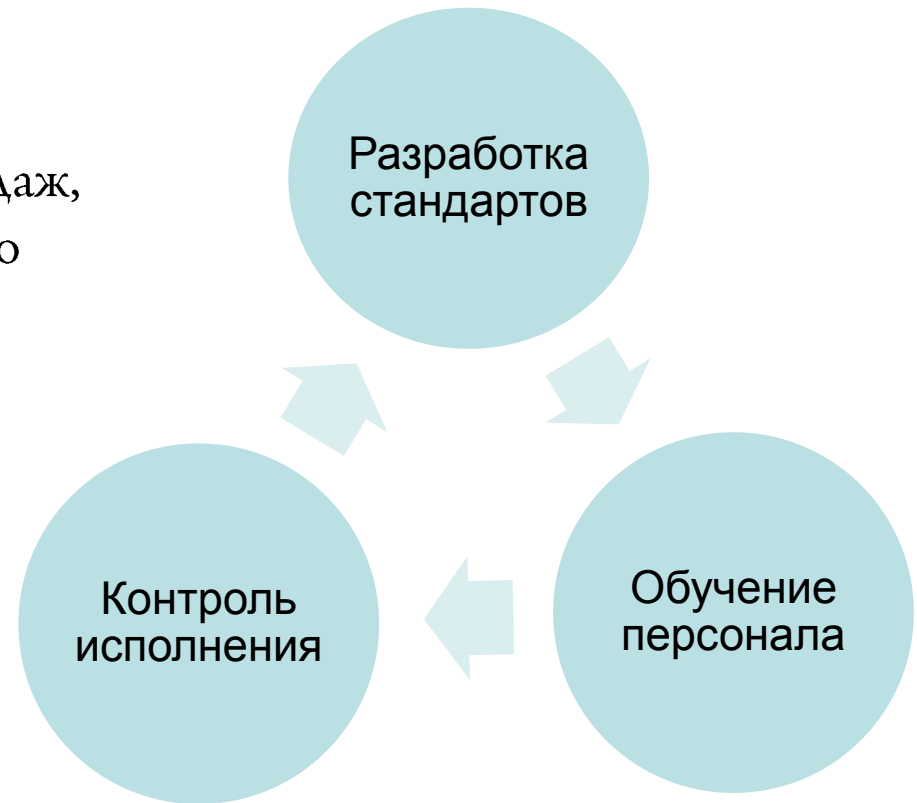 Разработка
стандартов
даж,
о
Обучение
персонала
Контроль
исполнения